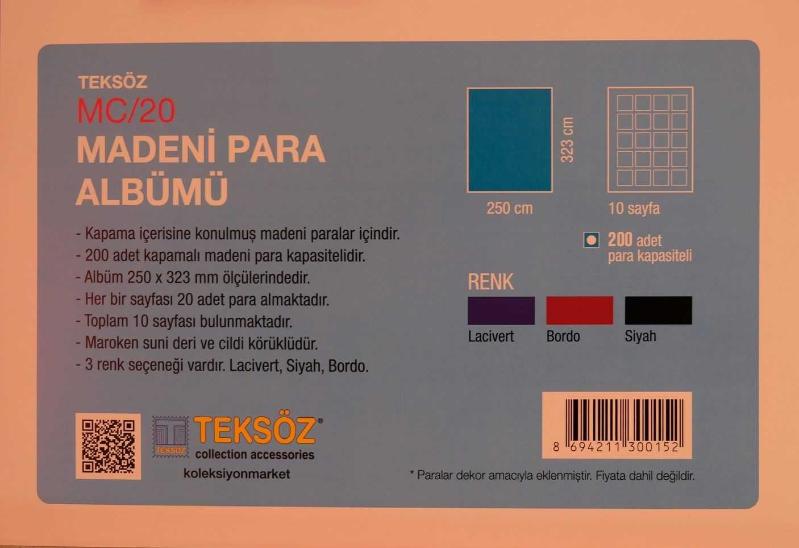 TEKSÖZ
MC/20
MADENİ PARA
ALBÜMÜ
- Kapama içerisine konulmuş madeni paralar içindir.
- 200 adet kapamalı madeni para kapasitelidir.
- Albüm 250 x 323 mm ölçülerindedir.
- Her bir sayfası 20 adet para almaktadır.
- Toplam 10 sayfası bulunmaktadır.
- Maroken suni deri ve cildi körüklüdür.
- 3 renk seçeneği vardır. Lacivert, Siyah, Bordo.
323 cm
250 cm
10 sayfa
200 adet
para kapasiteli
RENK
Lacivert Bordo Siyah
T
TEKSÖZ
TEKSÖZ®
collection accessories
koleksiyonmarket
8 694211 300152
* Paralar dekor amacıyla eklenmiştir. Fiyata dahil değildir.